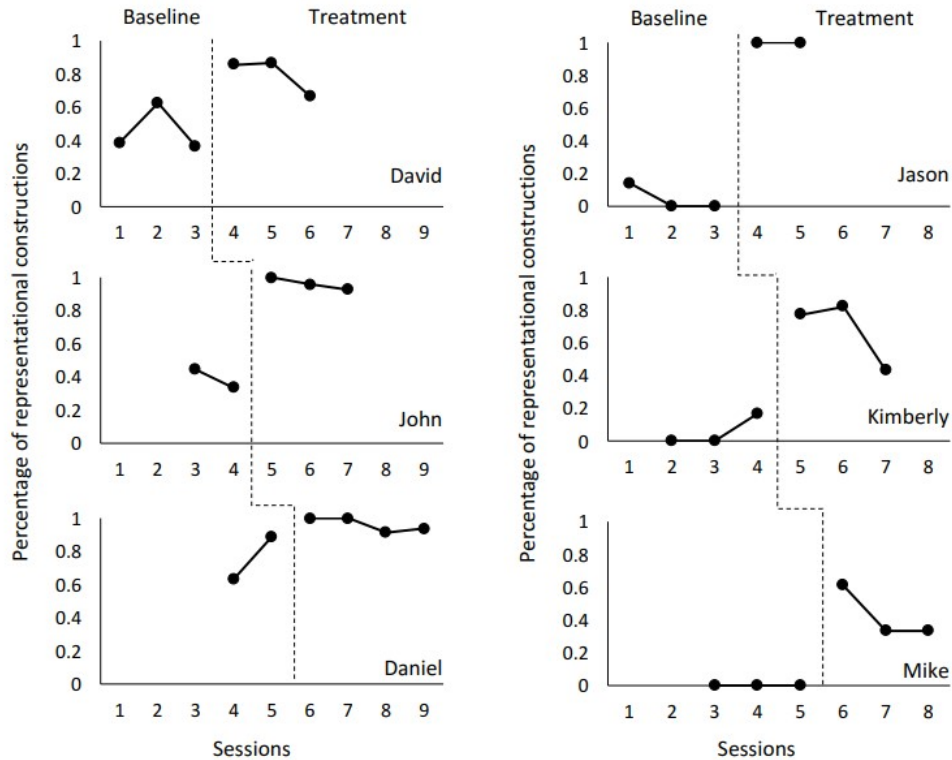 Baseline Treatment
1
0.8
0.6
0.4
0.2
0
David
1 2 3 4 5 6 7 8 9
1
0.8
0.6
0.4
0.2
0
John
1 2 3 4 5 6 7 8 9
1
0.8
0.6
0.4
0.2
0
Daniel
1 2 3 4 5 6 7 8 9
Sessions
Percentage of representational constructions
Baseline Treatment
1
0.8
0.6
0.4
0.2
0
Jason
1 2 3 4 5 6 7 8
1
0.8
0.6
0.4
0.2
0
Kimberly
1 2 3 4 5 6 7 8
1
0.8
0.6
0.4
0.2
0
Mike
1 2 3 4 5 6 7 8
Sessions
Percentage of representational constructions